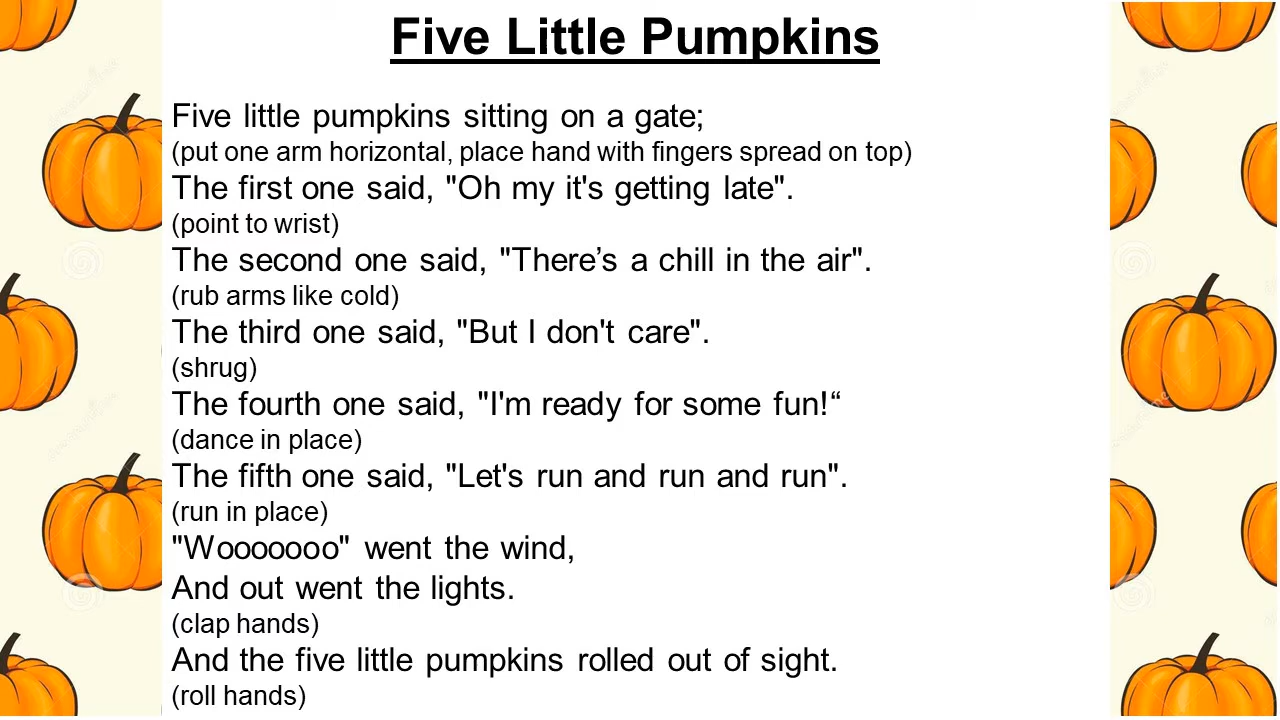 Five Little Pumpkins
Five little pumpkins sitting on a gate;
(put one arm horizontal, place hand with fingers spread on top)
The first one said, "Oh my it's getting late".
(point to wrist)
The second one said, "There’s a chill in the air".
(rub arms like cold)
The third one said, "But I don't care".
(shrug)
The fourth one said, "I'm ready for some fun!“
(dance in place)
The fifth one said, "Let's run and run and run".
(run in place)
"Wooooooo" went the wind,
And out went the lights.
(clap hands)
And the five little pumpkins rolled out of sight.
(roll hands)